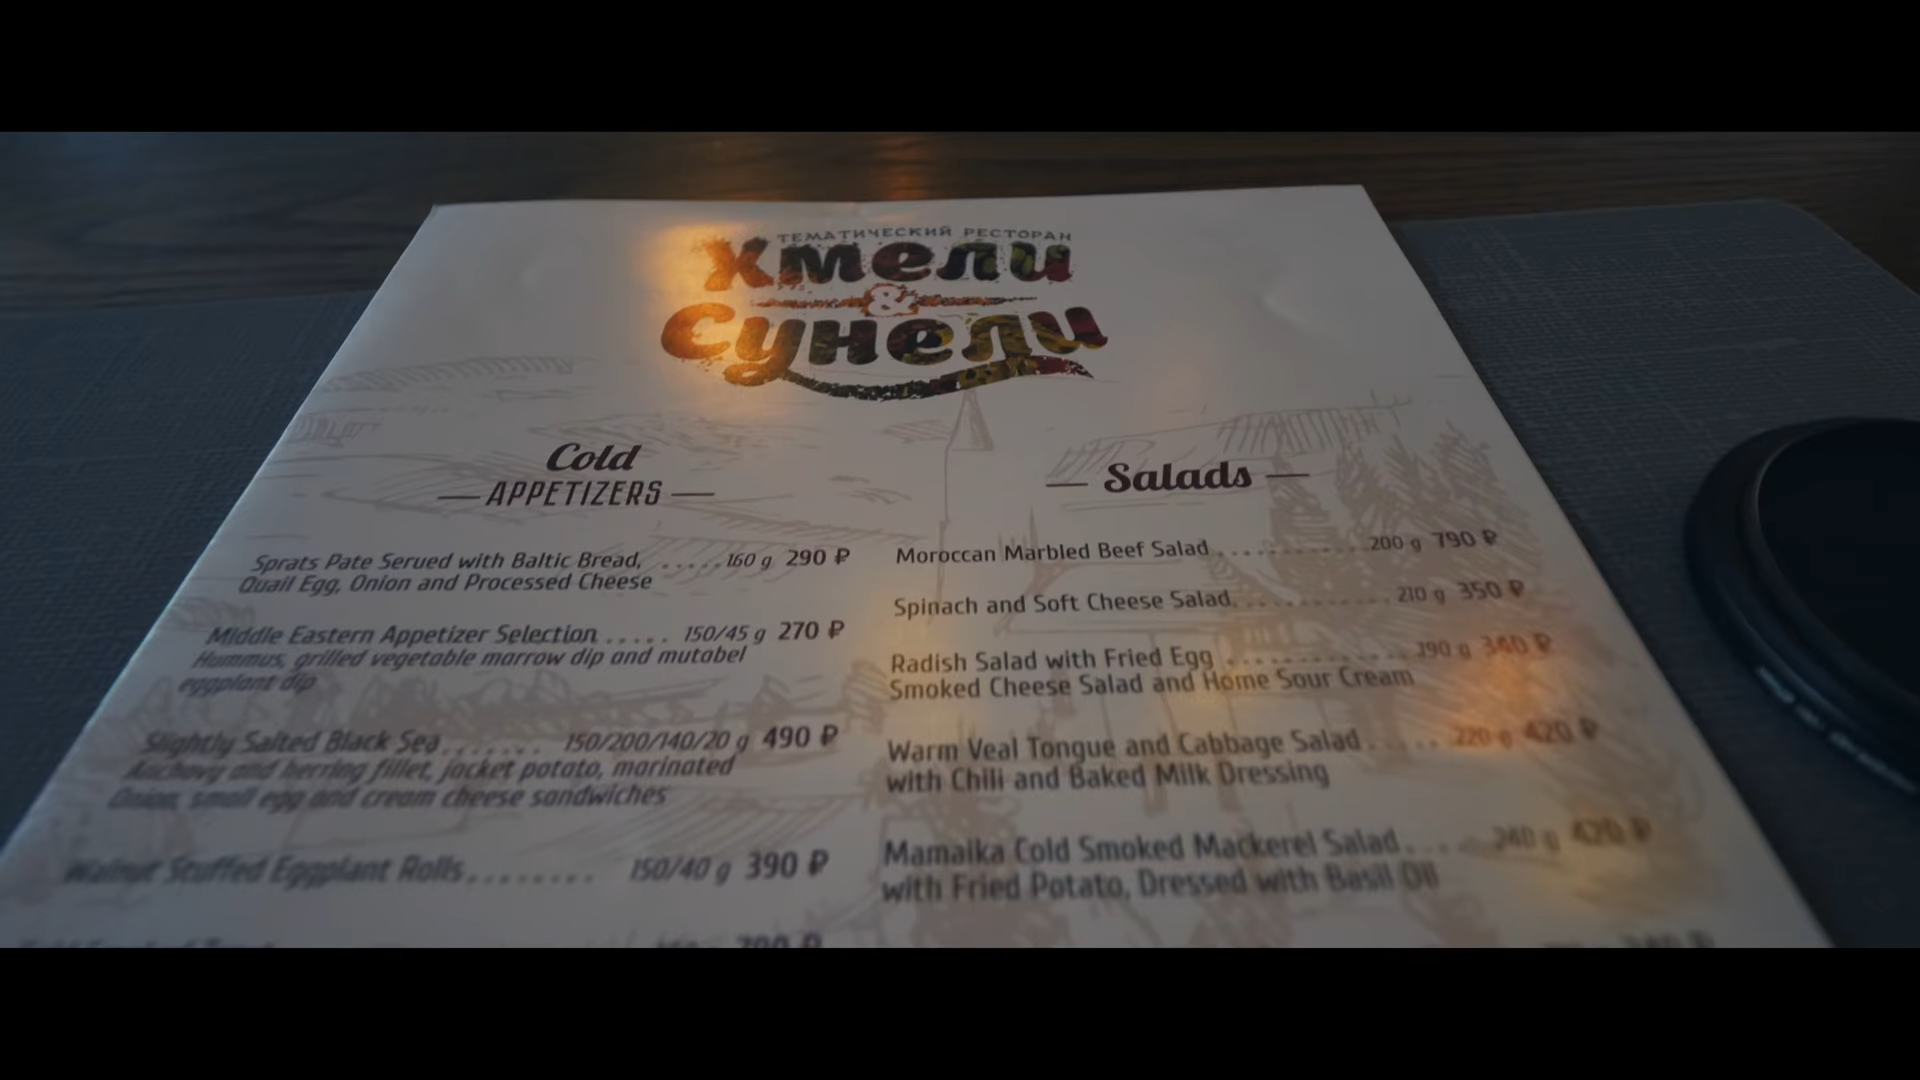 ТЕМАТИЧЕСКИЙ РЕСТОРАН
Хмели
&
Сунели
Cold
APPETIZERS
Sprats Pate Serued with Baltic Bread, ...... 160 g 290 ₽
Quail Egg, Onion and Processed Cheese
Middle Eastern Appetizer Selection ..... 150/45 g 270 ₽
Hummus, grilled vegetable marrow dip and mutabel
eggplant dip
Slightly Salted Black Sea ....... 150/200/140/20 g 490 ₽
Anchovy and herring fillet, jacket potato, marinated
Onion, small egg and cream cheese sandwiches
Walnut Stuffed Eggplant Rolls ........ 150/40 g 390 ₽
Salads
Moroccan Marbled Beef Salad .............. 200 g 790 ₽
Spinach and Soft Cheese Salad ............. 210 g 350 ₽
Radish Salad with Fried Egg ............... 190 g 340 ₽
Smoked Cheese Salad and Home Sour Cream
Warm Veal Tongue and Cabbage Salad ..... 220 g 420 ₽
with Chili and Baked Milk Dressing
Mamaika Cold Smoked Mackerel Salad .... 240 g 420 ₽
with Fried Potato, Dressed with Basil Oil